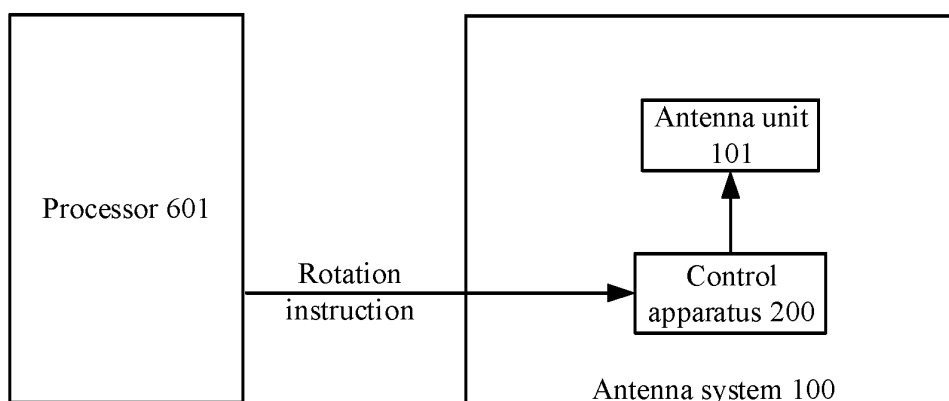 Processor 601
Rotation
instruction
Antenna unit
101
Control
apparatus 200
Antenna system 100